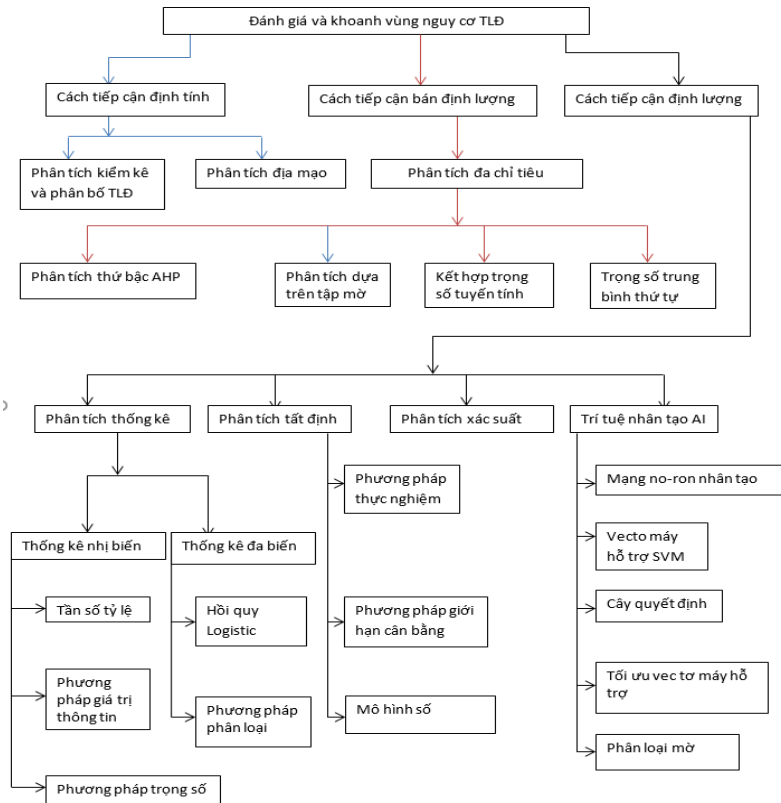 Đánh giá và khoanh vùng nguy cơ TLĐ
Cách tiếp cận định tính
Cách tiếp cận bán định lượng
Cách tiếp cận định lượng
Phân tích kiểm kê
và phân bố TLĐ
Phân tích địa mạo
Phân tích đa chỉ tiêu
Phân tích thứ bậc AHP
Phân tích dựa
trên tập mờ
Kết hợp trọng
số tuyến tính
Trọng số trung
bình thứ tự
Phân tích thống kê
Phân tích tất định
Phân tích xác suất
Trí tuệ nhân tạo AI
Thống kê nhị biến
Thống kê đa biến
Tần số tỷ lệ
Phương
pháp giá trị
thông tin
Phương pháp trọng số
Hồi quy
Logistic
Phương pháp
phân loại
Phương pháp
thực nghiệm
Phương pháp giới
hạn cân bằng
Mô hình số
Mạng no-ron nhân tạo
Vecto máy
hỗ trợ SVM
Cây quyết định
Tối ưu vec tơ máy hỗ
trợ
Phân loại mờ